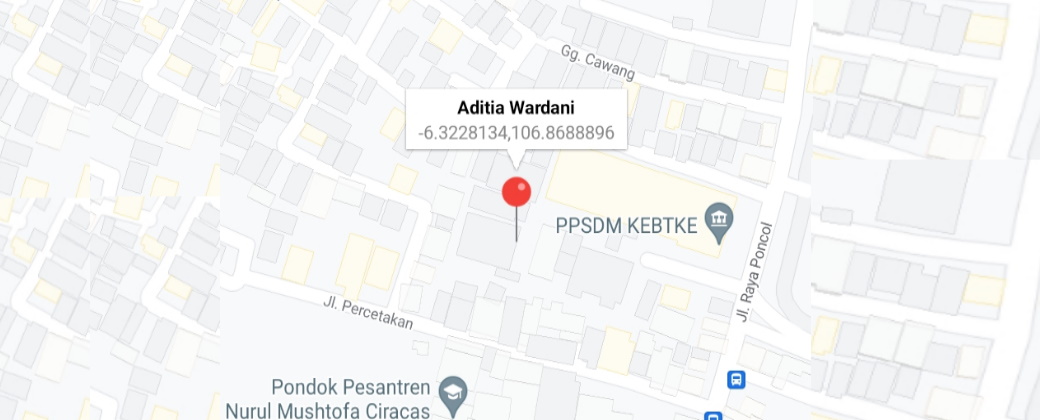 Gg. Cawang
Aditia Wardani
-6.3228134,106.8688896
PPSDM KEBTKE
Jl. Raya Poncol
Jl. Percetakan
Pondok Pesantren
Nurul Mushtofa Ciracas